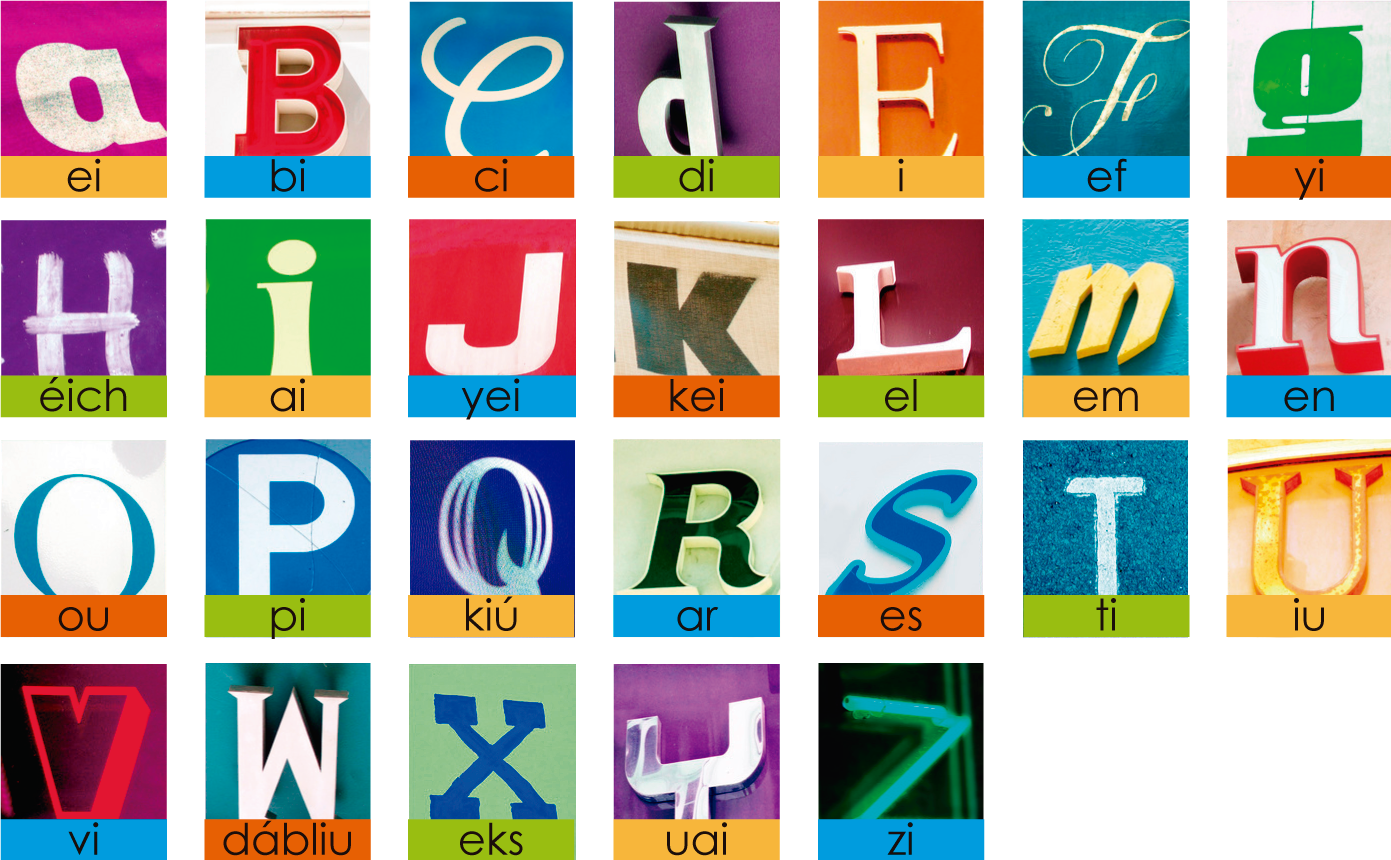 a B C d E F g
ei bi ci di i ef yi
H i J K L m n
éich ai yei kei el em en
O P Q R S T U
ou pi kiú ar es ti iu
V W X y Z
vi dábliu eks uai zi